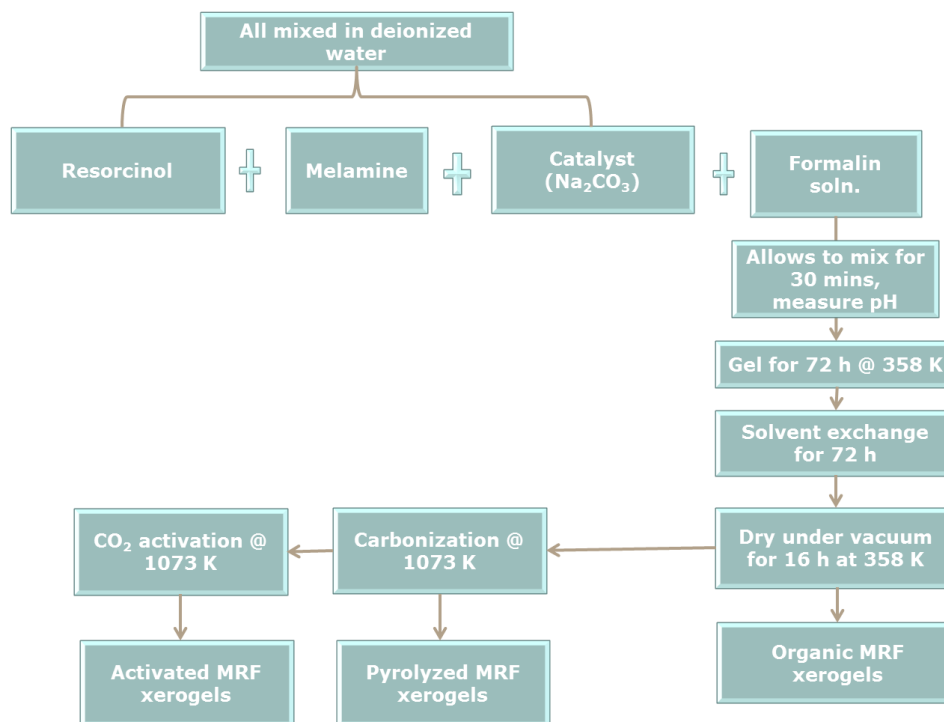 All mixed in deionized
water
Resorcinol
Melamine
Catalyst
(Na₂CO₃)
Formalin
soln.
Allows to mix for
30 mins,
measure pH
Gel for 72 h @ 358 K
Solvent exchange
for 72 h
Dry under vacuum
for 16 h at 358 K
Carbonization @
1073 K
CO₂ activation @
1073 K
Activated MRF
xerogels
Pyrolyzed MRF
xerogels
Organic MRF
xerogels